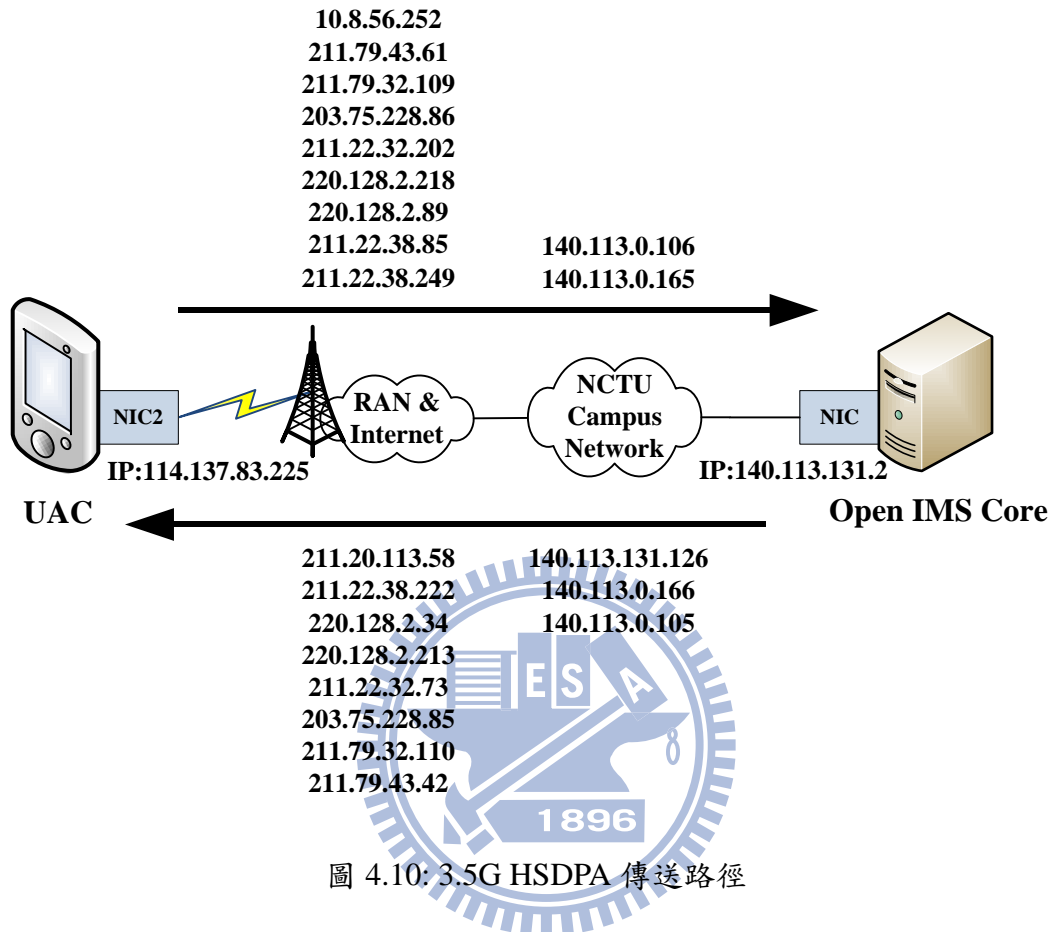 10.8.56.252
211.79.43.61
211.79.32.109
203.75.228.86
211.22.32.202
220.128.2.218
220.128.2.89
211.22.38.85 140.113.0.106
211.22.38.249 140.113.0.165
NIC2
RAN &
Internet
NCTU
Campus
Network
NIC
IP:114.137.83.225
IP:140.113.131.2
UAC
Open IMS Core
211.20.113.58 140.113.131.126
211.22.38.222 140.113.0.166
220.128.2.34 140.113.0.105
220.128.2.213
211.22.32.73
203.75.228.85
211.79.32.110
211.79.43.42
E S A
1896
圖 4.10: 3.5G HSDPA 傳送路徑